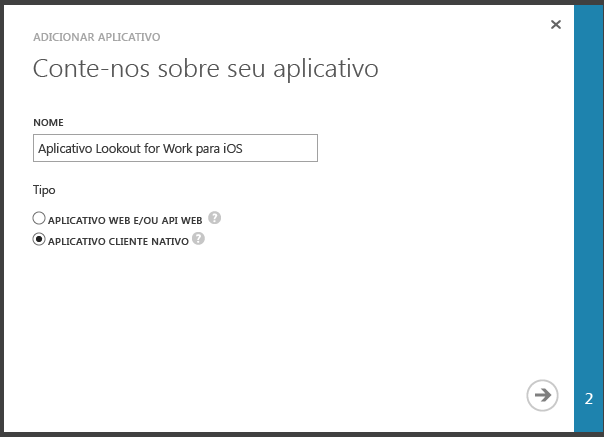 ADICIONAR APLICATIVO
Conte-nos sobre seu aplicativo
NOME
Aplicativo Lookout for Work para iOS
Tipo
APLICATIVO WEB E/OU API WEB ?
APLICATIVO CLIENTE NATIVO ?
2